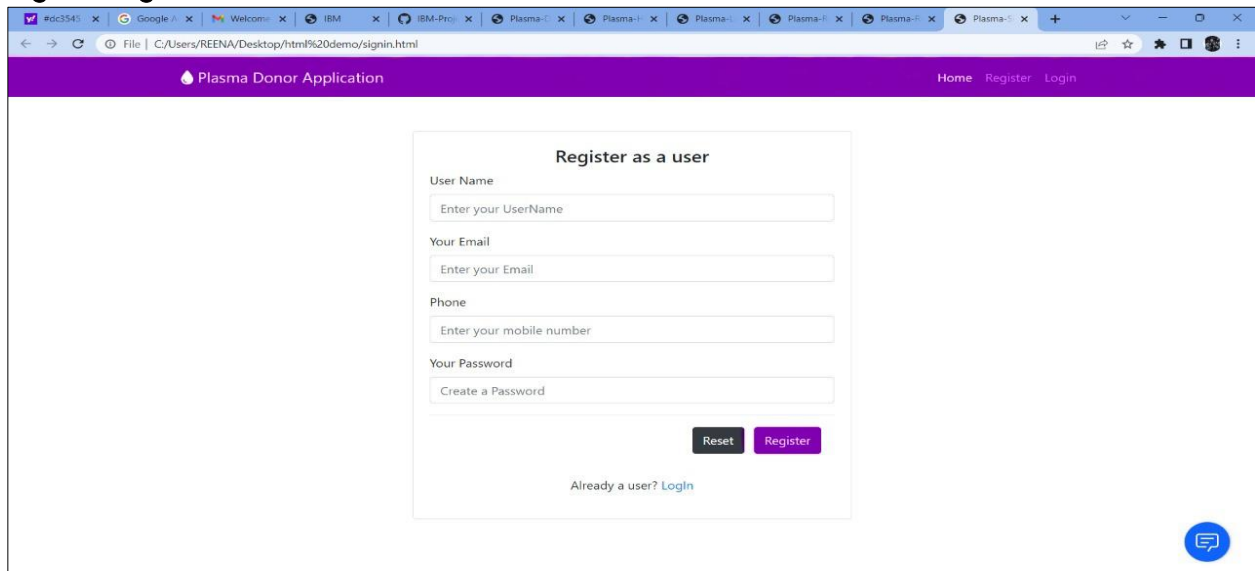 #dc3545
Google A
Welcome
IBM
IBM-Proj
Plasma-D
Plasma-H
Plasma-L
Plasma-R
Plasma-R
Plasma-S
File | C:/Users/REENA/Desktop/html%20demo/signin.html
Plasma Donor Application
Home Register Login
Register as a user
User Name
Enter your UserName
Your Email
Enter your Email
Phone
Enter your mobile number
Your Password
Create a Password
Reset Register
Already a user? LogIn